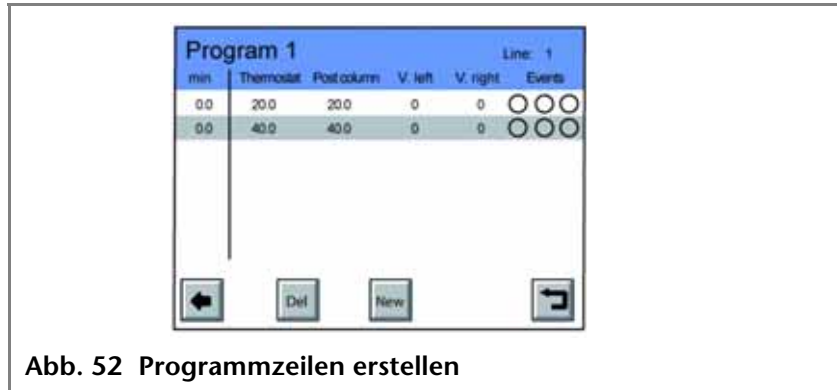 Program 1 Line: 1
min Thermostat Post column V. left V. right Events
0.0 20.0 20.0 0 0
0.0 40.0 40.0 0 0
Del New
Abb. 52 Programmzeilen erstellen